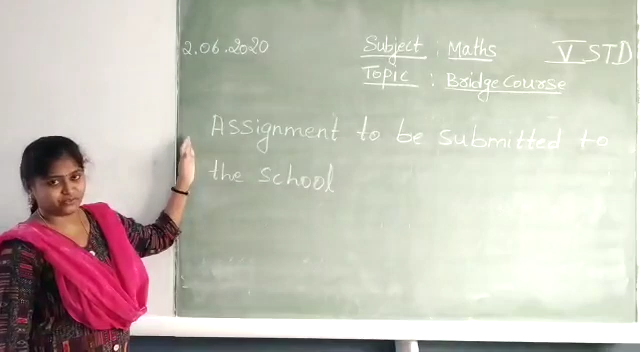 2.06.2020
Subject : Maths
V STD
Topic : Bridge Course
Assignment to be submitted to
the school